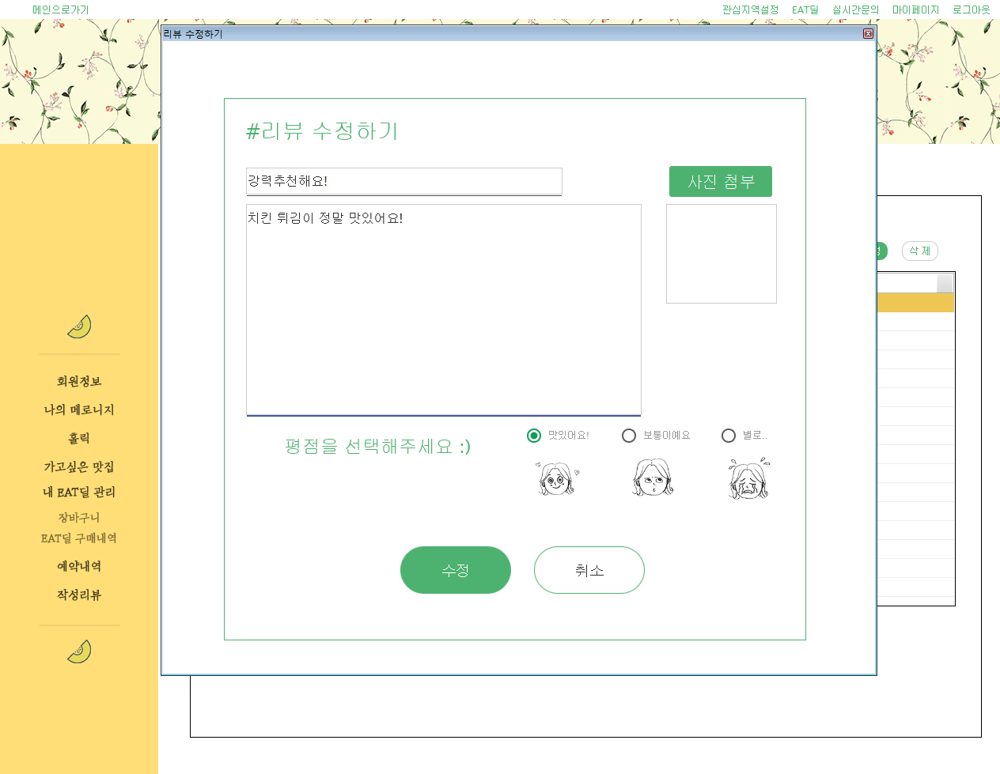 메인으로가기
관심지역설정 EAT딜 실시간문의 마이페이지 로그아웃
리뷰 수정하기
#리뷰 수정하기
강력추천해요!
사진 첨부
치킨 튀김이 정말 맛있어요!
삭 제
평점을 선택해주세요 :)
맛있어요!
보통이예요
별로..
수정
취소
회원정보
나의 메로니지
홀릭
가고싶은 맛집
내 EAT딜 관리
장바구니
EAT딜 구매내역
예약내역
작성리뷰